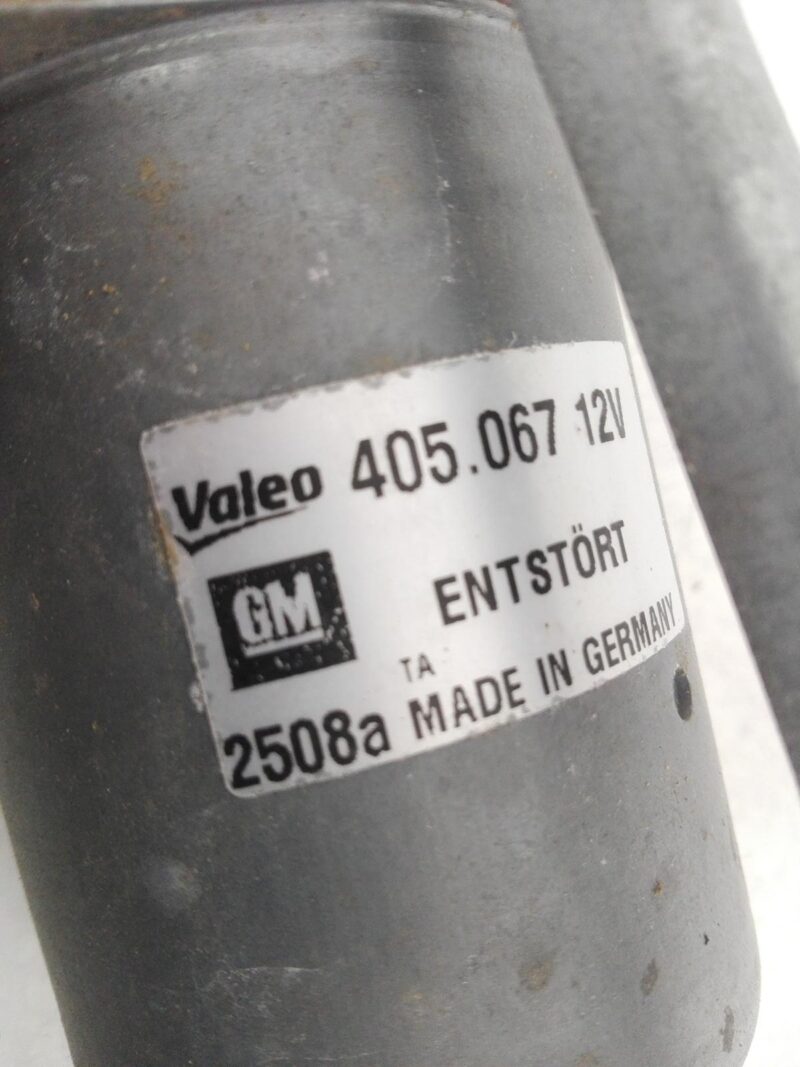 Valeo 405.067 12V
GM
ENTSTÖRT
TA
2508a MADE IN GERMANY